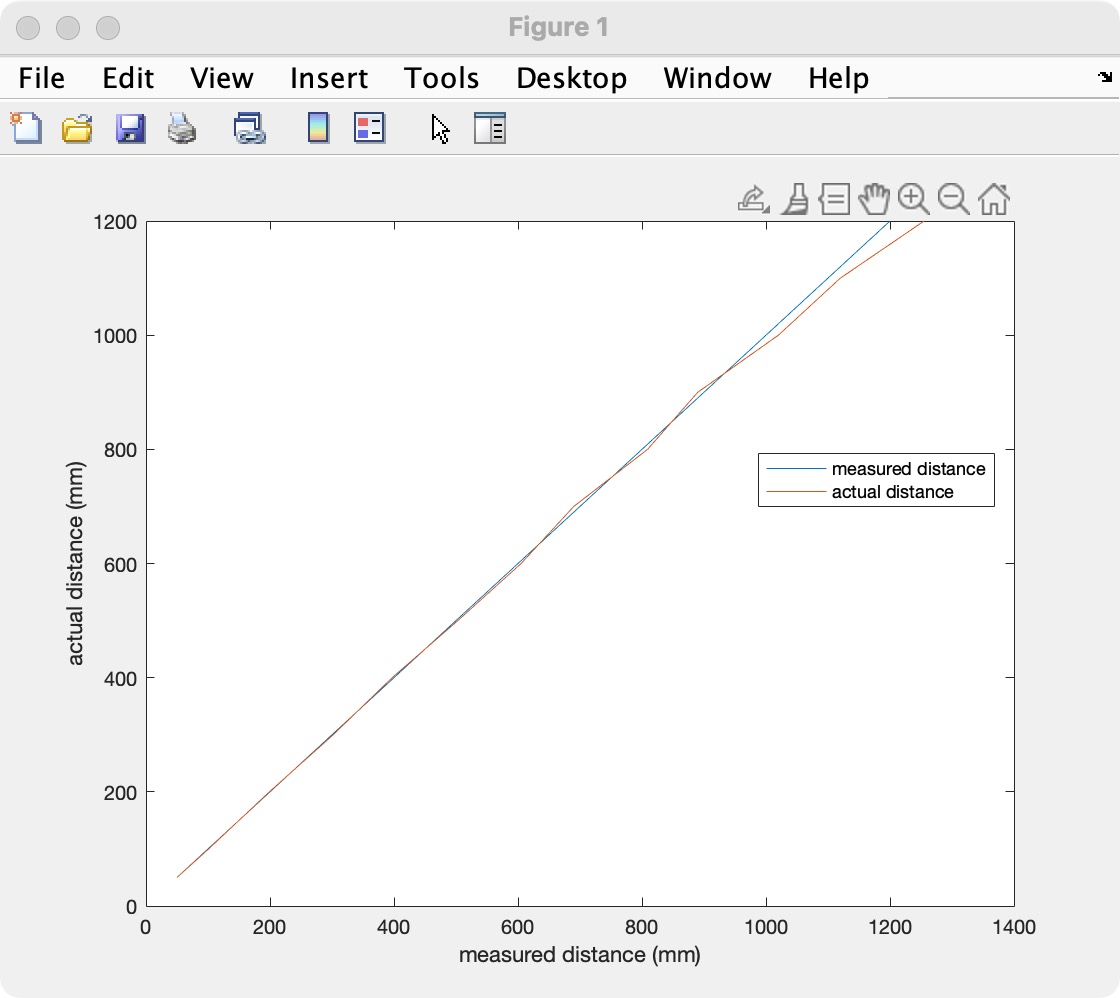 Figure 1
File Edit View Insert Tools Desktop Window Help
1200
1000
800
600
400
200
0
actual distance (mm)
measured distance
actual distance
0 200 400 600 800 1000 1200 1400
measured distance (mm)